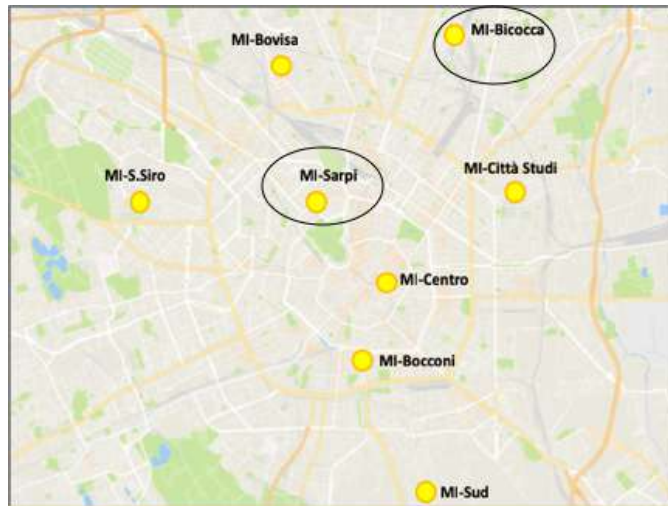 MI-Bicocca
MI-Bovisa
MI-S.Siro
MI-Sarpi
MI-Città Studi
MI-Centro
MI-Bocconi
MI-Sud